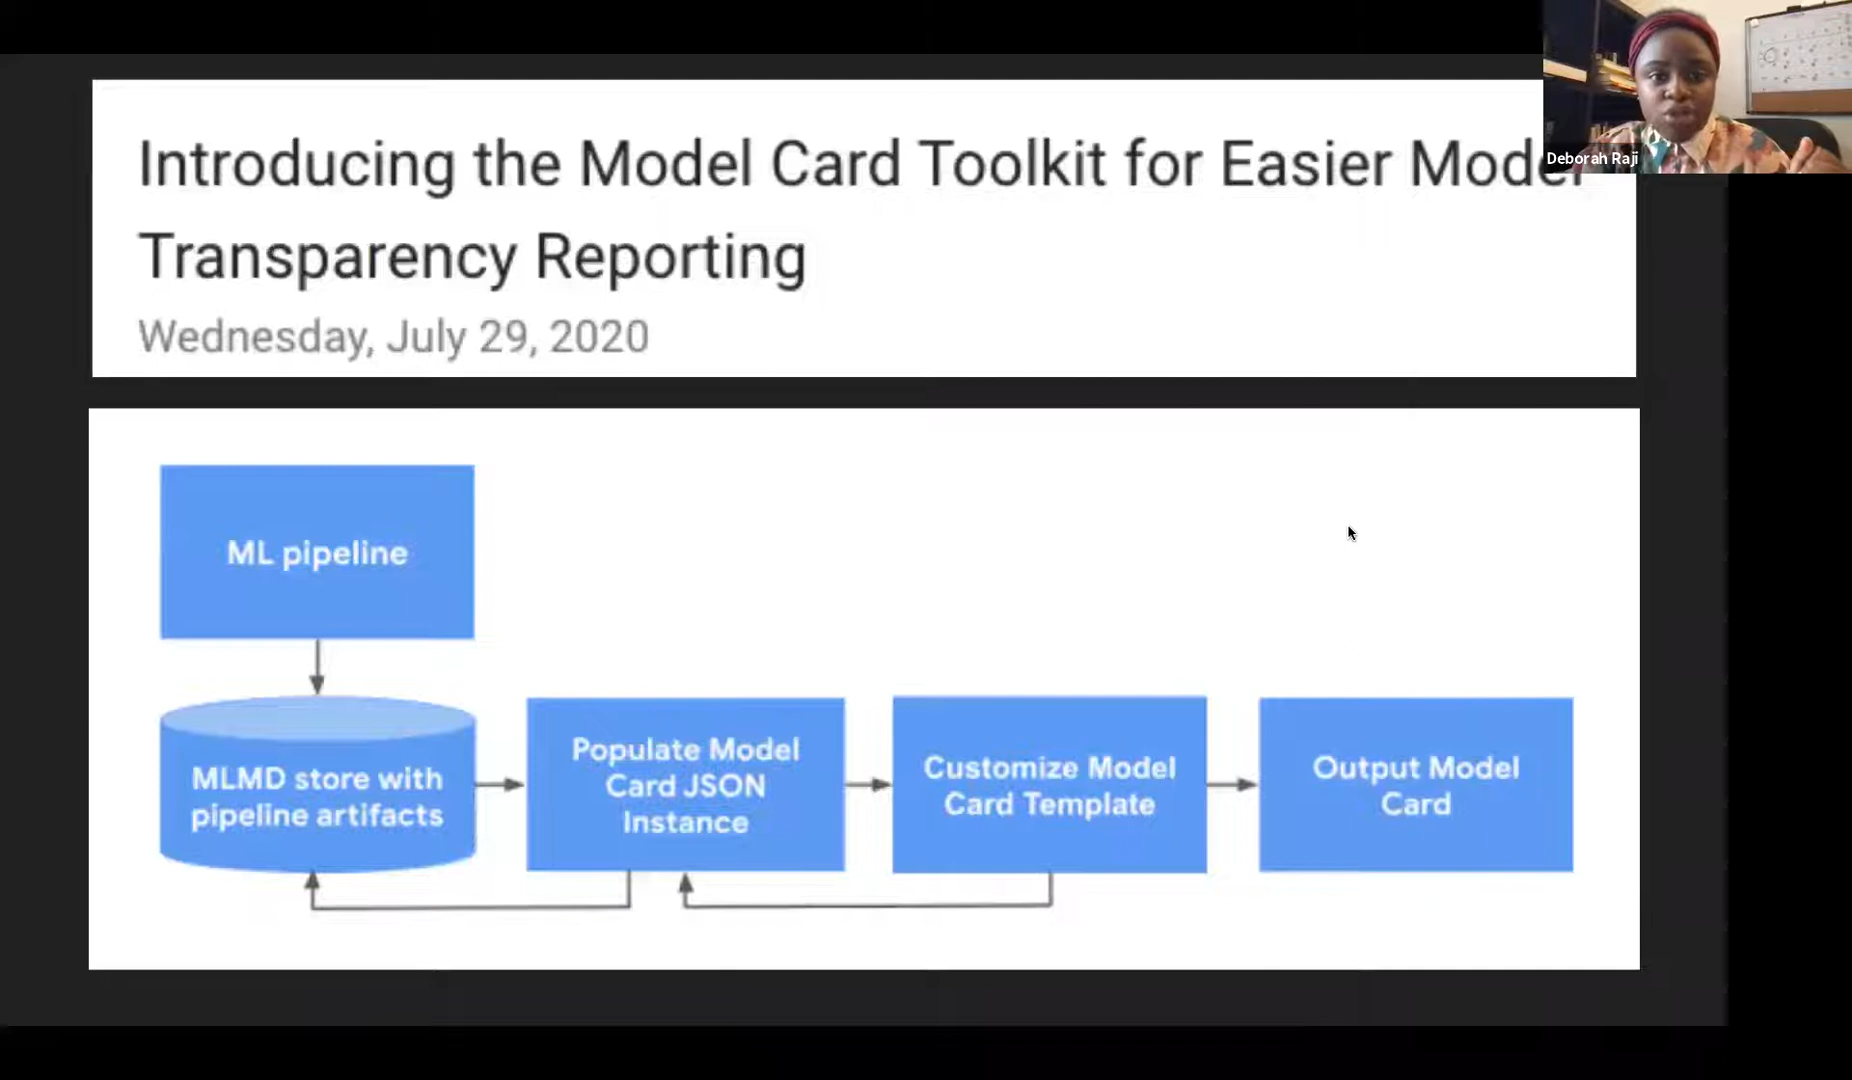 Introducing the Model Card Toolkit for Easier Model
Transparency Reporting
Wednesday, July 29, 2020
Deborah Raji
ML pipeline
MLMD store with
pipeline artifacts
Populate Model
Card JSON
Instance
Customize Model
Card Template
Output Model
Card